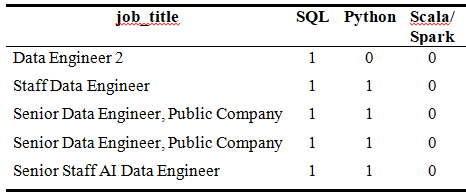 job_title SQL Python Scala/
Spark
Data Engineer 2 1 0 0
Staff Data Engineer 1 1 0
Senior Data Engineer, Public Company 1 1 0
Senior Data Engineer, Public Company 1 1 0
Senior Staff AI Data Engineer 1 1 0